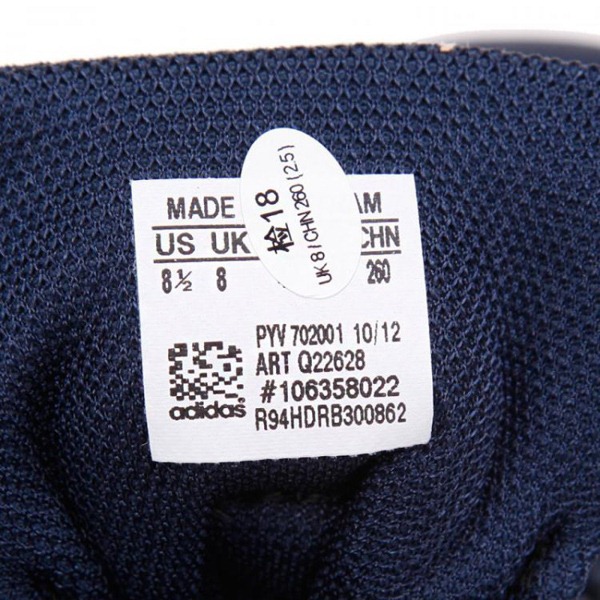 检18
UK 8 / CHN 260 (2.5)
MADE AM
US UK CHN
8½ 8 260
PYV 702001 10/12
ART Q22628
#106358022
adidas
R94HDRB300862